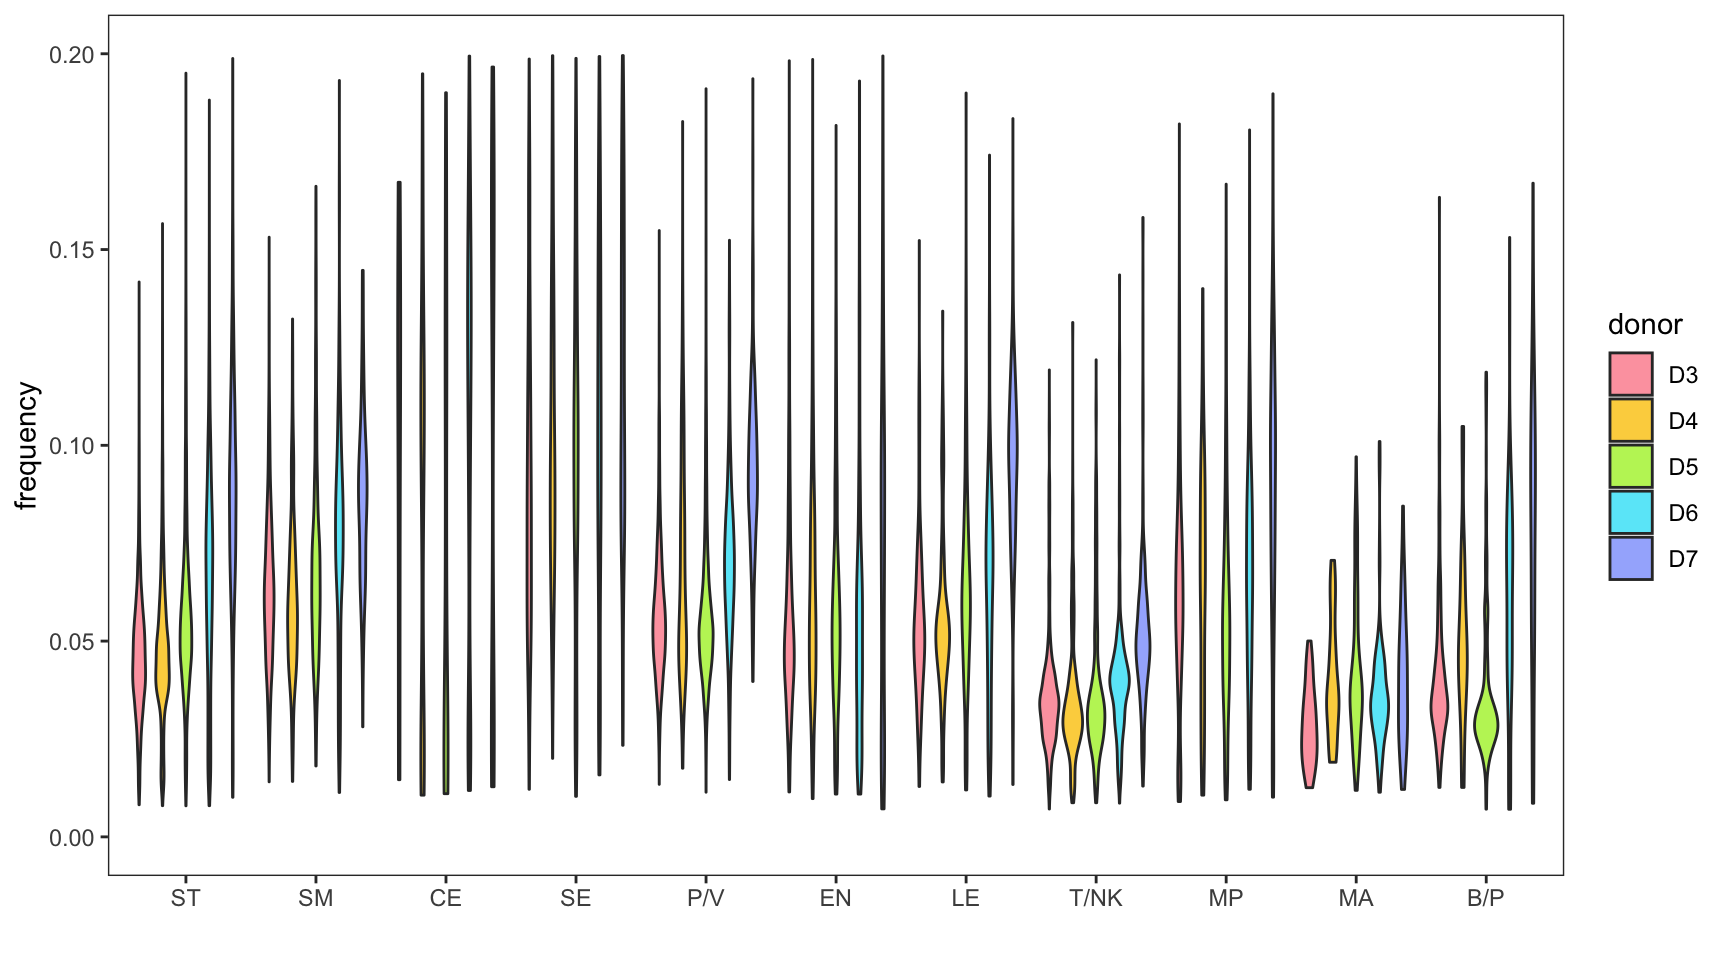 frequency
0.20
0.15
0.10
0.05
0.00
ST SM CE SE P/V EN LE T/NK MP MA B/P
donor
D3
D4
D5
D6
D7